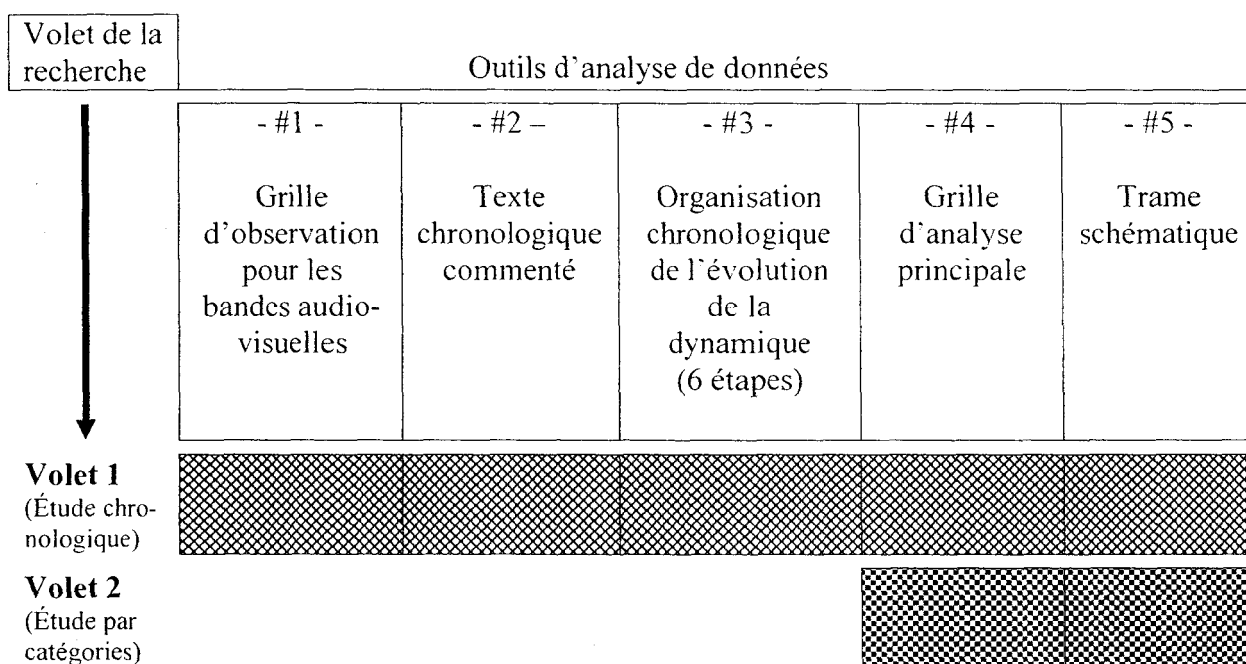 Volet de la
recherche
Outils d'analyse de données
- #1 -
Grille
d'observation
pour les
bandes audio-
visuelles
- #2 –
Texte
chronologique
commenté
- #3 -
Organisation
chronologique
de l'évolution
de la
dynamique
(6 étapes)
- #4 -
Grille
d'analyse
principale
- #5 -
Trame
schématique
Volet 1
(Étude chro-
nologique)
Volet 2
(Étude par
catégories)